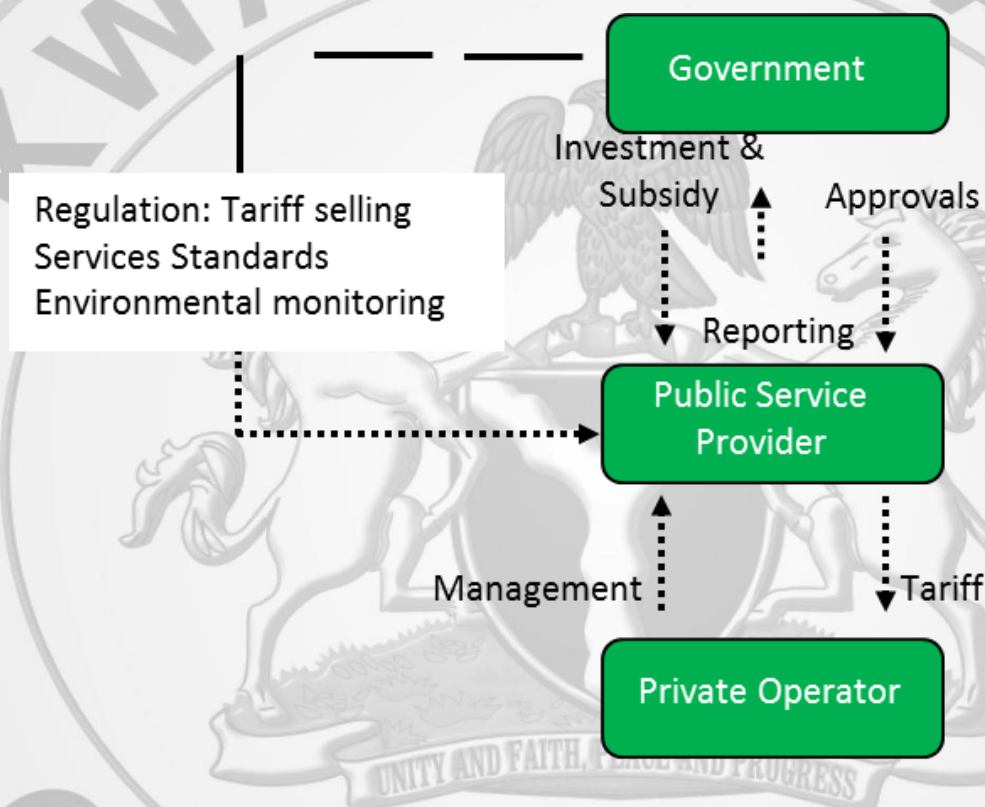 Government
Investment &
Subsidy
Approvals
Regulation: Tariff selling
Services Standards
Environmental monitoring
Reporting
Public Service
Provider
Management
Tariff
Private Operator
UNITY AND FAITH, PEACE AND PROGRESS